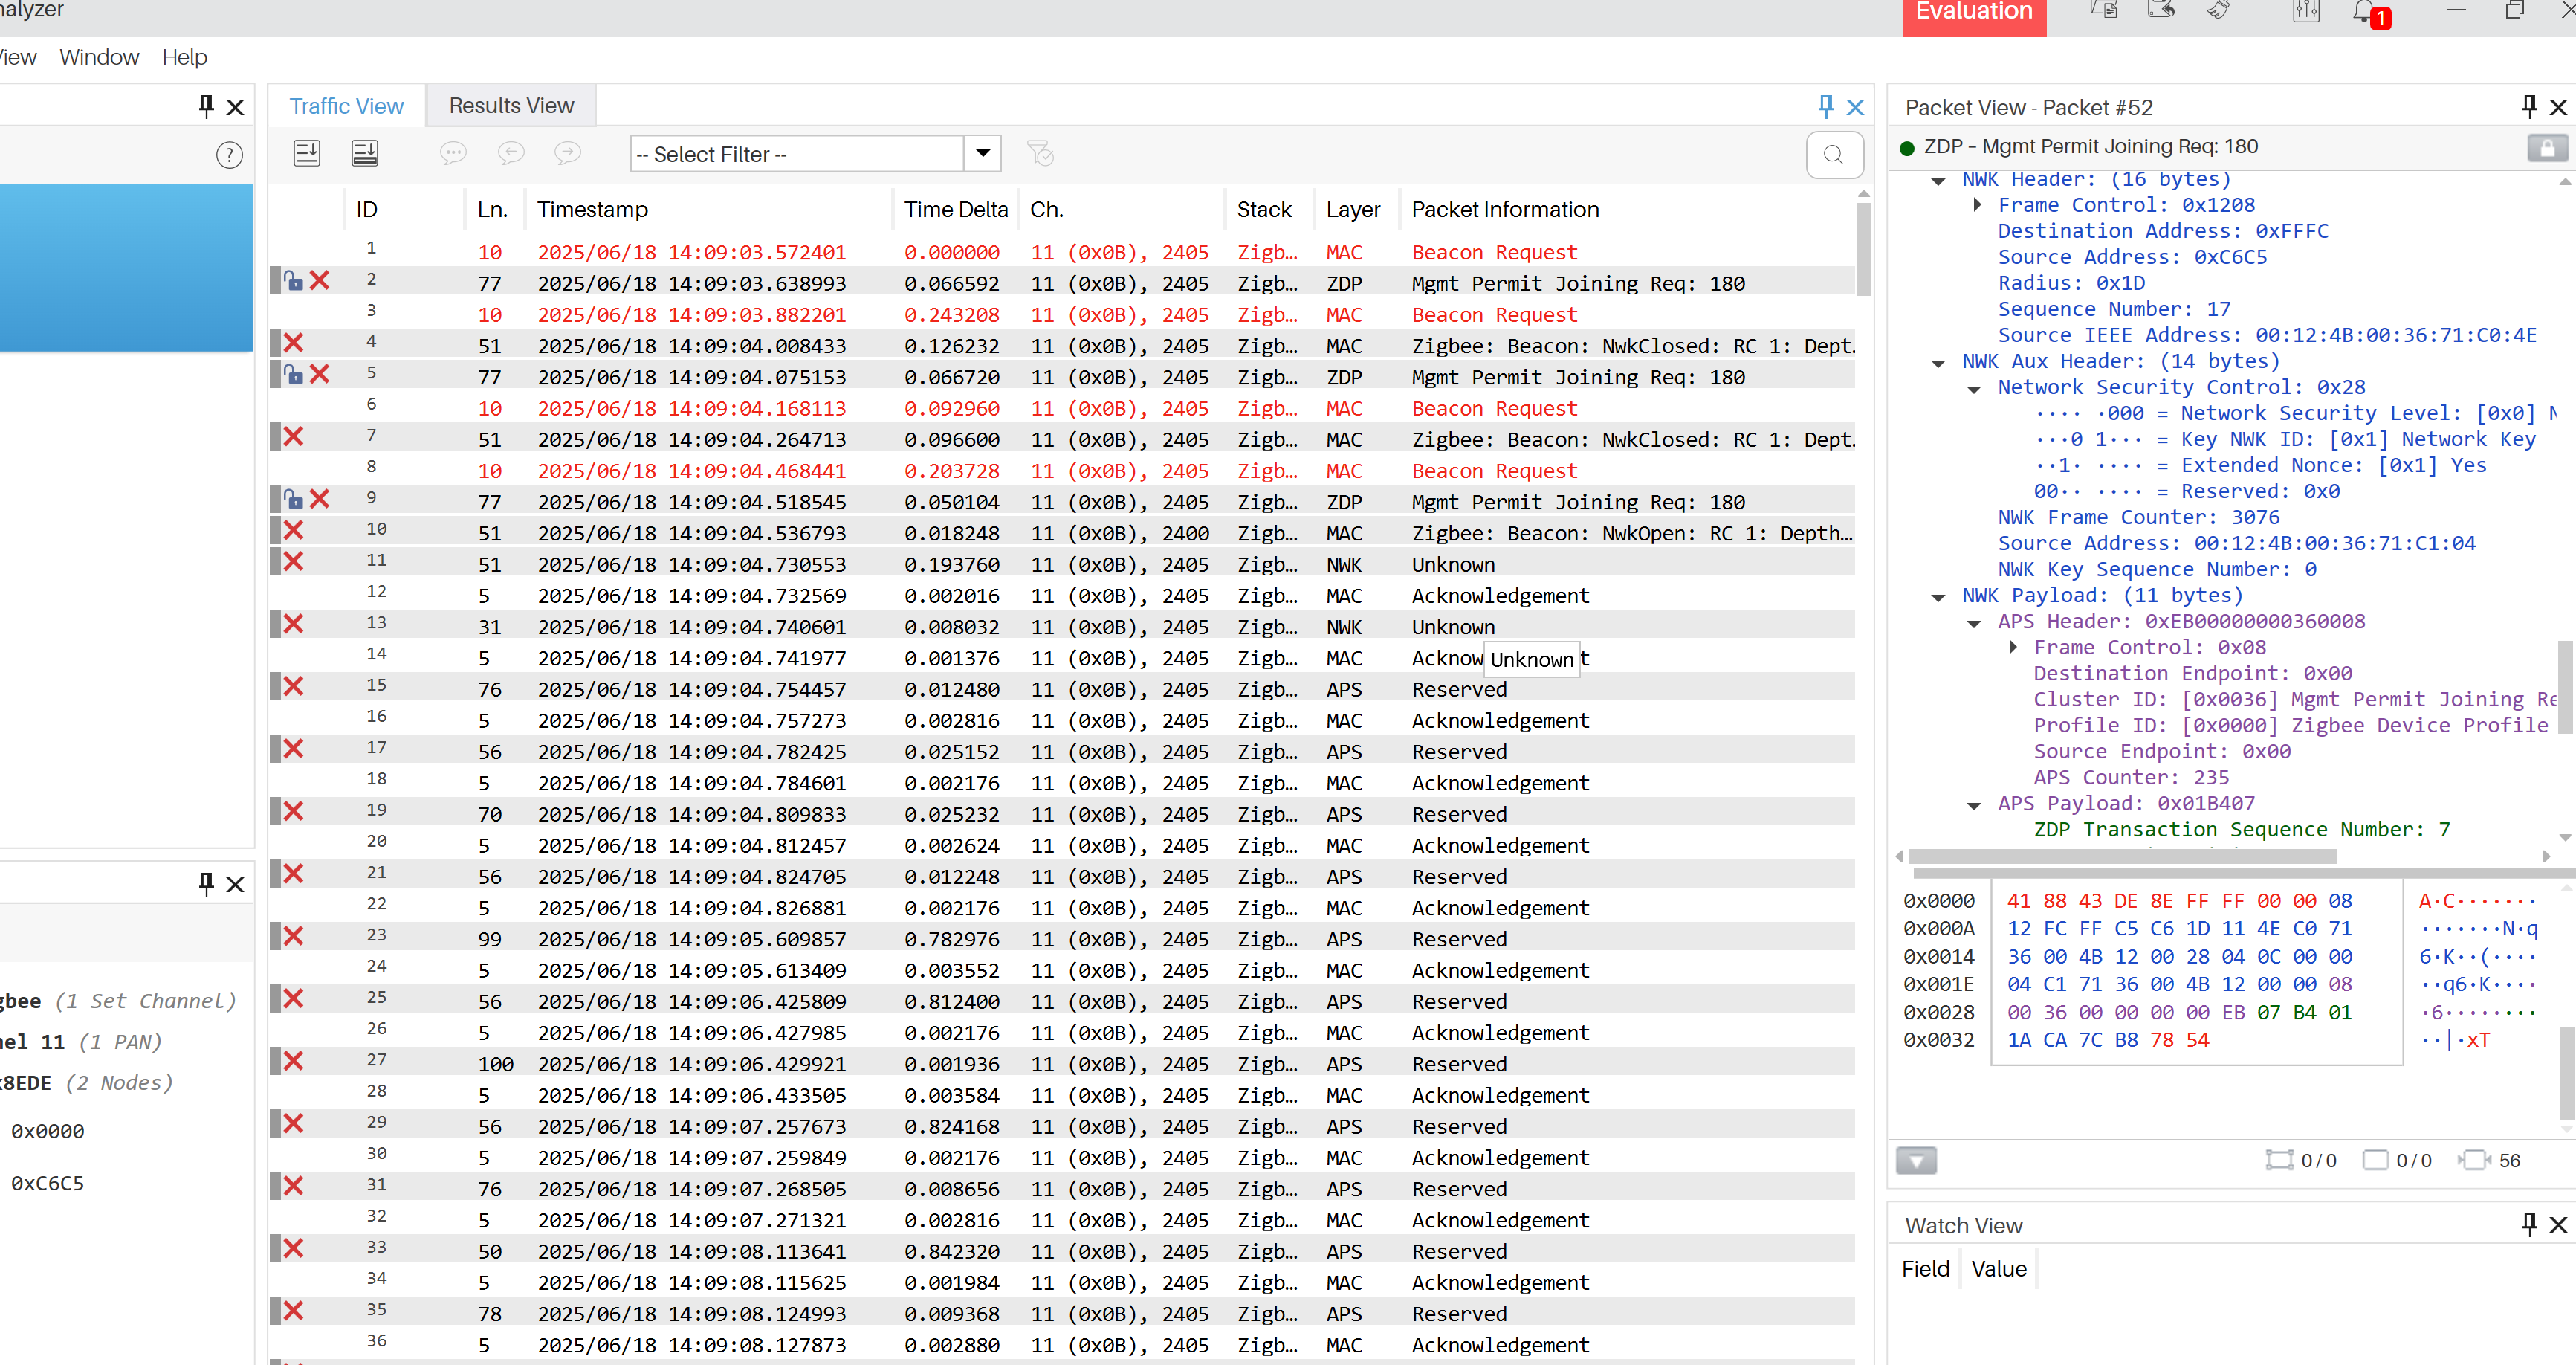 nalyzer
Evaluation
1
View Window Help
Traffic View Results View
-- Select Filter --
ID Ln. Timestamp Time Delta Ch. Stack Layer Packet Information
1 10 2025/06/18 14:09:03.572401 0.000000 11 (0x0B), 2405 Zigb… MAC Beacon Request
2 77 2025/06/18 14:09:03.638993 0.066592 11 (0x0B), 2405 Zigb… ZDP Mgmt Permit Joining Req: 180
3 10 2025/06/18 14:09:03.882201 0.243208 11 (0x0B), 2405 Zigb… MAC Beacon Request
4 51 2025/06/18 14:09:04.008433 0.126232 11 (0x0B), 2405 Zigb… MAC Zigbee: Beacon: NwkClosed: RC 1: Dept…
5 77 2025/06/18 14:09:04.075153 0.066720 11 (0x0B), 2405 Zigb… ZDP Mgmt Permit Joining Req: 180
6 10 2025/06/18 14:09:04.168113 0.092960 11 (0x0B), 2405 Zigb… MAC Beacon Request
7 51 2025/06/18 14:09:04.264713 0.096600 11 (0x0B), 2405 Zigb… MAC Zigbee: Beacon: NwkClosed: RC 1: Dept…
8 10 2025/06/18 14:09:04.468441 0.203728 11 (0x0B), 2405 Zigb… MAC Beacon Request
9 77 2025/06/18 14:09:04.518545 0.050104 11 (0x0B), 2405 Zigb… ZDP Mgmt Permit Joining Req: 180
10 51 2025/06/18 14:09:04.536793 0.018248 11 (0x0B), 2400 Zigb… MAC Zigbee: Beacon: NwkOpen: RC 1: Depth…
11 51 2025/06/18 14:09:04.730553 0.193760 11 (0x0B), 2405 Zigb… NWK Unknown
12 5 2025/06/18 14:09:04.732569 0.002016 11 (0x0B), 2405 Zigb… MAC Acknowledgement
13 31 2025/06/18 14:09:04.740601 0.008032 11 (0x0B), 2405 Zigb… NWK Unknown
14 5 2025/06/18 14:09:04.741977 0.001376 11 (0x0B), 2405 Zigb… MAC Acknow Unknown t
15 76 2025/06/18 14:09:04.754457 0.012480 11 (0x0B), 2405 Zigb… APS Reserved
16 5 2025/06/18 14:09:04.757273 0.002816 11 (0x0B), 2405 Zigb… MAC Acknowledgement
17 56 2025/06/18 14:09:04.782425 0.025152 11 (0x0B), 2405 Zigb… APS Reserved
18 5 2025/06/18 14:09:04.784601 0.002176 11 (0x0B), 2405 Zigb… MAC Acknowledgement
19 70 2025/06/18 14:09:04.809833 0.025232 11 (0x0B), 2405 Zigb… APS Reserved
20 5 2025/06/18 14:09:04.812457 0.002624 11 (0x0B), 2405 Zigb… MAC Acknowledgement
21 56 2025/06/18 14:09:04.824705 0.012248 11 (0x0B), 2405 Zigb… APS Reserved
22 5 2025/06/18 14:09:04.826881 0.002176 11 (0x0B), 2405 Zigb… MAC Acknowledgement
23 99 2025/06/18 14:09:05.609857 0.782976 11 (0x0B), 2405 Zigb… APS Reserved
24 5 2025/06/18 14:09:05.613409 0.003552 11 (0x0B), 2405 Zigb… MAC Acknowledgement
25 56 2025/06/18 14:09:06.425809 0.812400 11 (0x0B), 2405 Zigb… APS Reserved
26 5 2025/06/18 14:09:06.427985 0.002176 11 (0x0B), 2405 Zigb… MAC Acknowledgement
27 100 2025/06/18 14:09:06.429921 0.001936 11 (0x0B), 2405 Zigb… APS Reserved
28 5 2025/06/18 14:09:06.433505 0.003584 11 (0x0B), 2405 Zigb… MAC Acknowledgement
29 56 2025/06/18 14:09:07.257673 0.824168 11 (0x0B), 2405 Zigb… APS Reserved
30 5 2025/06/18 14:09:07.259849 0.002176 11 (0x0B), 2405 Zigb… MAC Acknowledgement
31 76 2025/06/18 14:09:07.268505 0.008656 11 (0x0B), 2405 Zigb… APS Reserved
32 5 2025/06/18 14:09:07.271321 0.002816 11 (0x0B), 2405 Zigb… MAC Acknowledgement
33 50 2025/06/18 14:09:08.113641 0.842320 11 (0x0B), 2405 Zigb… APS Reserved
34 5 2025/06/18 14:09:08.115625 0.001984 11 (0x0B), 2405 Zigb… MAC Acknowledgement
35 78 2025/06/18 14:09:08.124993 0.009368 11 (0x0B), 2405 Zigb… APS Reserved
36 5 2025/06/18 14:09:08.127873 0.002880 11 (0x0B), 2405 Zigb… MAC Acknowledgement
gbee (1 Set Channel)
nel 11 (1 PAN)
x8EDE (2 Nodes)
0x0000
0xC6C5
Packet View - Packet #52
ZDP - Mgmt Permit Joining Req: 180
NWK Header: (16 bytes)
Frame Control: 0x1208
Destination Address: 0xFFFC
Source Address: 0xC6C5
Radius: 0x1D
Sequence Number: 17
Source IEEE Address: 00:12:4B:00:36:71:C0:4E
NWK Aux Header: (14 bytes)
Network Security Control: 0x28
···· ·000 = Network Security Level: [0x0] N
···0 1··· = Key NWK ID: [0x1] Network Key
··1· ···· = Extended Nonce: [0x1] Yes
00·· ···· = Reserved: 0x0
NWK Frame Counter: 3076
Source Address: 00:12:4B:00:36:71:C1:04
NWK Key Sequence Number: 0
NWK Payload: (11 bytes)
APS Header: 0xEB00000000360008
Frame Control: 0x08
Destination Endpoint: 0x00
Cluster ID: [0x0036] Mgmt Permit Joining Re
Profile ID: [0x0000] Zigbee Device Profile
Source Endpoint: 0x00
APS Counter: 235
APS Payload: 0x01B407
ZDP Transaction Sequence Number: 7
0x0000 41 88 43 DE 8E FF FF 00 00 08 A·C·······
0x000A 12 FC FF C5 C6 1D 11 4E C0 71 ·······N·q
0x0014 36 00 4B 12 00 28 04 0C 00 00 6·K··(····
0x001E 04 C1 71 36 00 4B 12 00 00 08 ··q6·K····
0x0028 00 36 00 00 00 00 EB 07 B4 01 ·6········
0x0032 1A CA 7C B8 78 54 ··|·xT
0/0 0/0 56
Watch View
Field Value